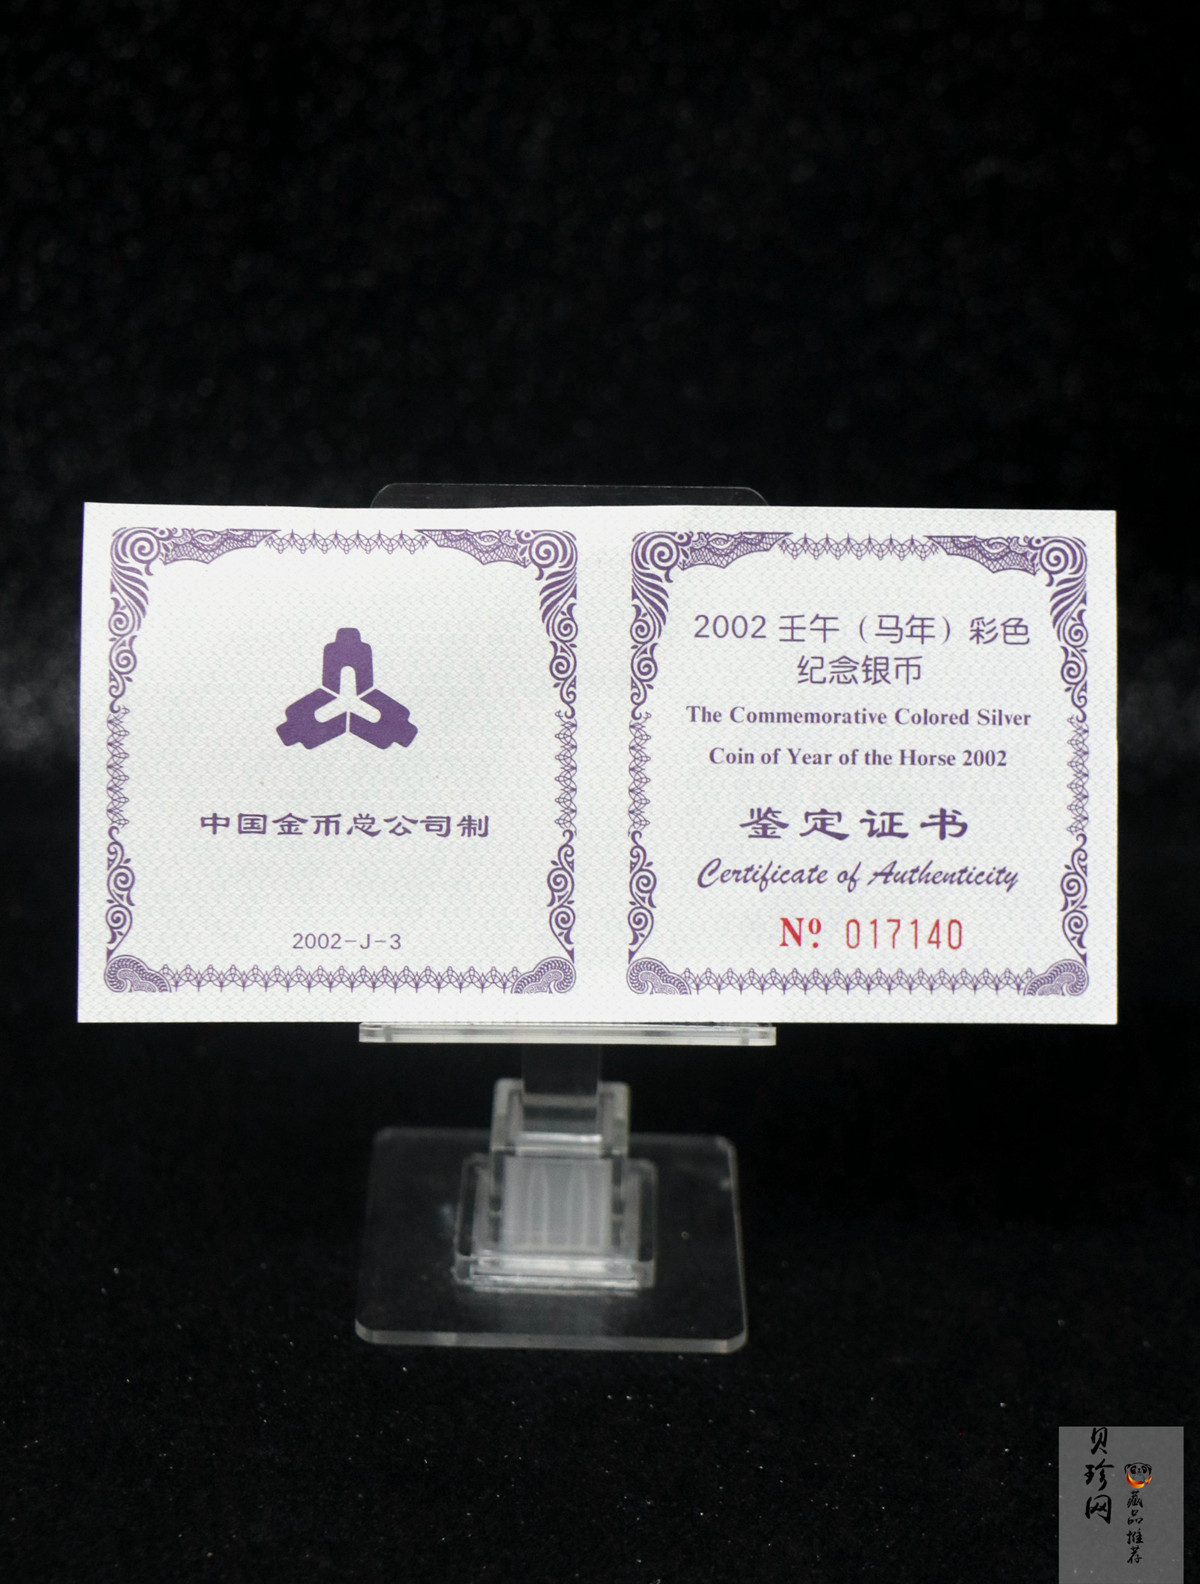 中国金币总公司制
2002-J-3
2002 壬午（马年）彩色
纪念银币
The Commemorative Colored Silver
Coin of Year of the Horse 2002
鉴定证书
Certificate of Authenticity
Nº. 017140
贝珍网
藏品推荐